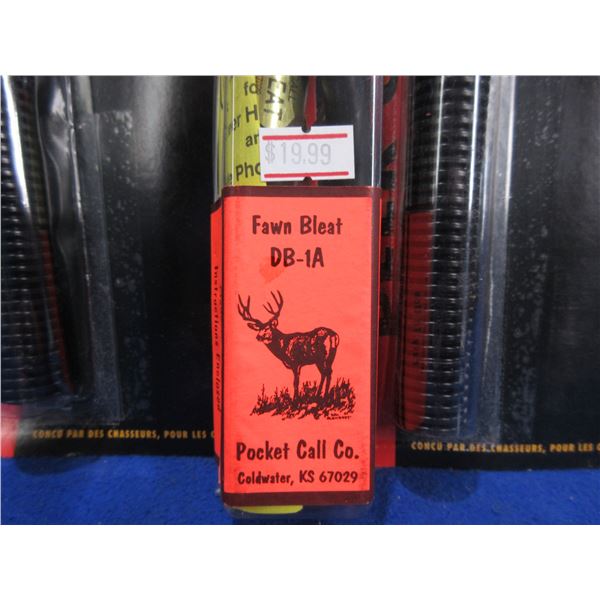 for
$19.99
Fawn Bleat
DB-1A
Instructions Enclosed
Pocket Call Co.
Coldwater, KS 67029
CONÇU PAR DES CHASSEURS, POUR LES
CONÇU PAR DES CHASSEURS, POUR LES